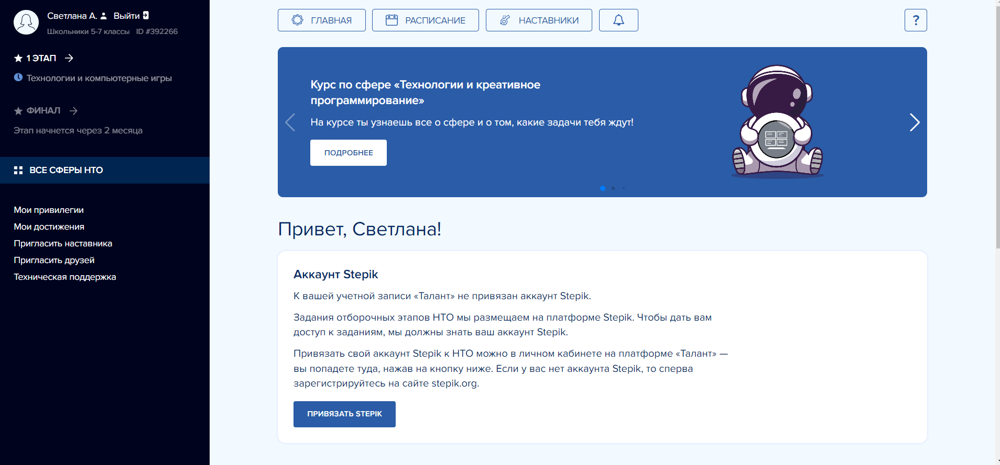 Светлана А. Выйти
Школьники 5-7 классы ID #392266
1 ЭТАП
Технологии и компьютерные игры
ФИНАЛ
Этап начнется через 2 месяца
ВСЕ СФЕРЫ НТО
Мои привилегии
Мои достижения
Пригласить наставника
Пригласить друзей
Техническая поддержка
ГЛАВНАЯ
РАСПИСАНИЕ
НАСТАВНИКИ
?
Курс по сфере «Технологии и креативное
программирование»
На курсе ты узнаешь все о сфере и о том, какие задачи тебя ждут!
ПОДРОБНЕЕ
Привет, Светлана!
Аккаунт Stepik
К вашей учетной записи «Талант» не привязан аккаунт Stepik.
Задания отборочных этапов НТО мы размещаем на платформе Stepik. Чтобы дать вам
доступ к заданиям, мы должны знать ваш аккаунт Stepik.
Привязать свой аккаунт Stepik к НТО можно в личном кабинете на платформе «Талант» —
вы попадете туда, нажав на кнопку ниже. Если у вас нет аккаунта Stepik, то сперва
зарегистрируйтесь на сайте stepik.org.
ПРИВЯЗАТЬ STEPIK